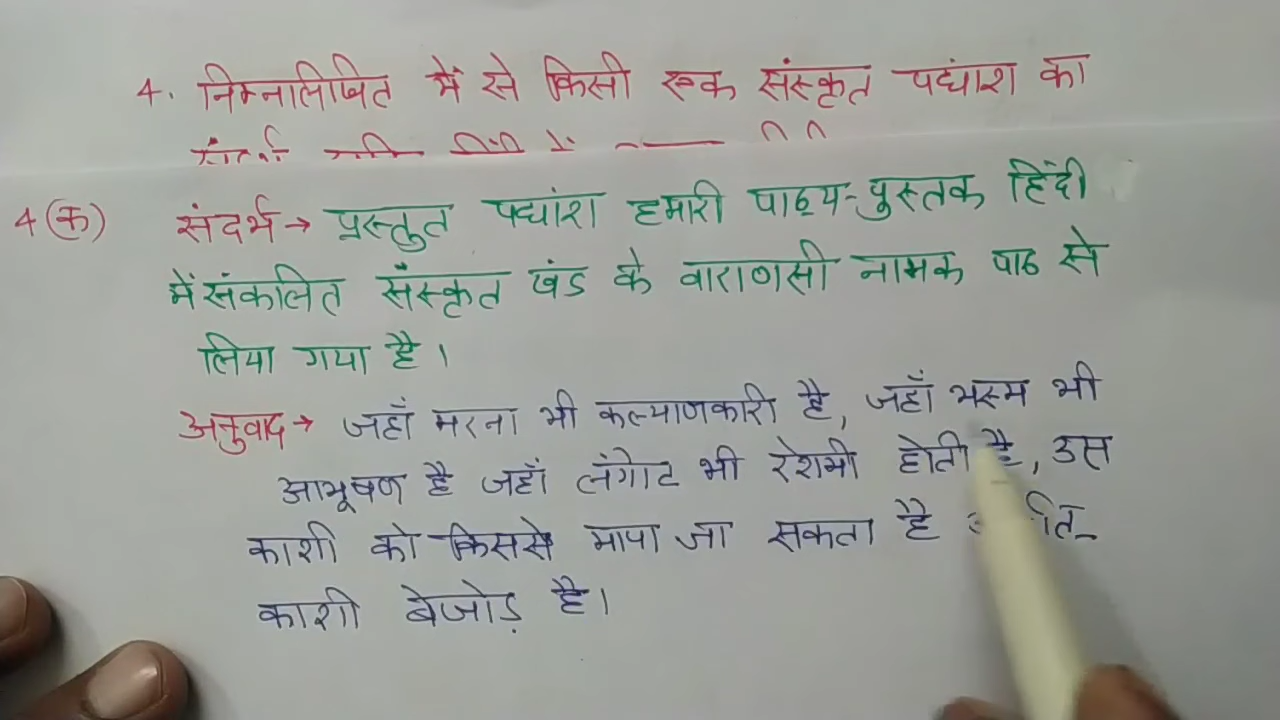 4. निम्नलिखित में से किसी एक संस्कृत पद्यांश का
4(क) संदर्भ → प्रस्तुत पद्यांश हमारी पाठ्य-पुस्तक हिंदी
में संकलित संस्कृत खंड के वाराणसी नामक पाठ से
लिया गया है।
अनुवाद → जहाँ मरना भी कल्याणकारी है, जहाँ भस्म भी
आभूषण है जहाँ लंगोट भी रेशमी होती है, उस
काशी को किससे मापा जा सकता है
काशी बेजोड़ है।